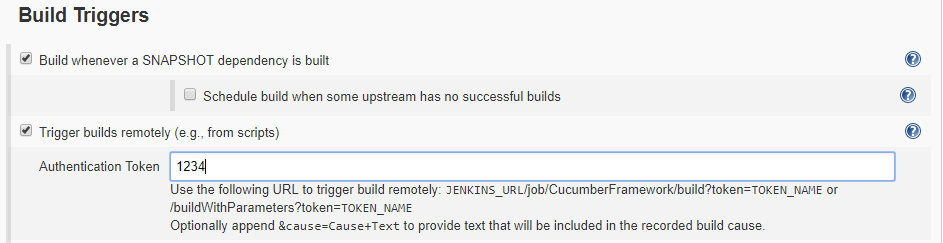 Build Triggers
Build whenever a SNAPSHOT dependency is built
Schedule build when some upstream has no successful builds
Trigger builds remotely (e.g., from scripts)
Authentication Token 1234
Use the following URL to trigger build remotely: JENKINS_URL/job/CucumberFramework/build?token=TOKEN_NAME or
/buildWithParameters?token=TOKEN_NAME
Optionally append &cause=Cause+Text to provide text that will be included in the recorded build cause.